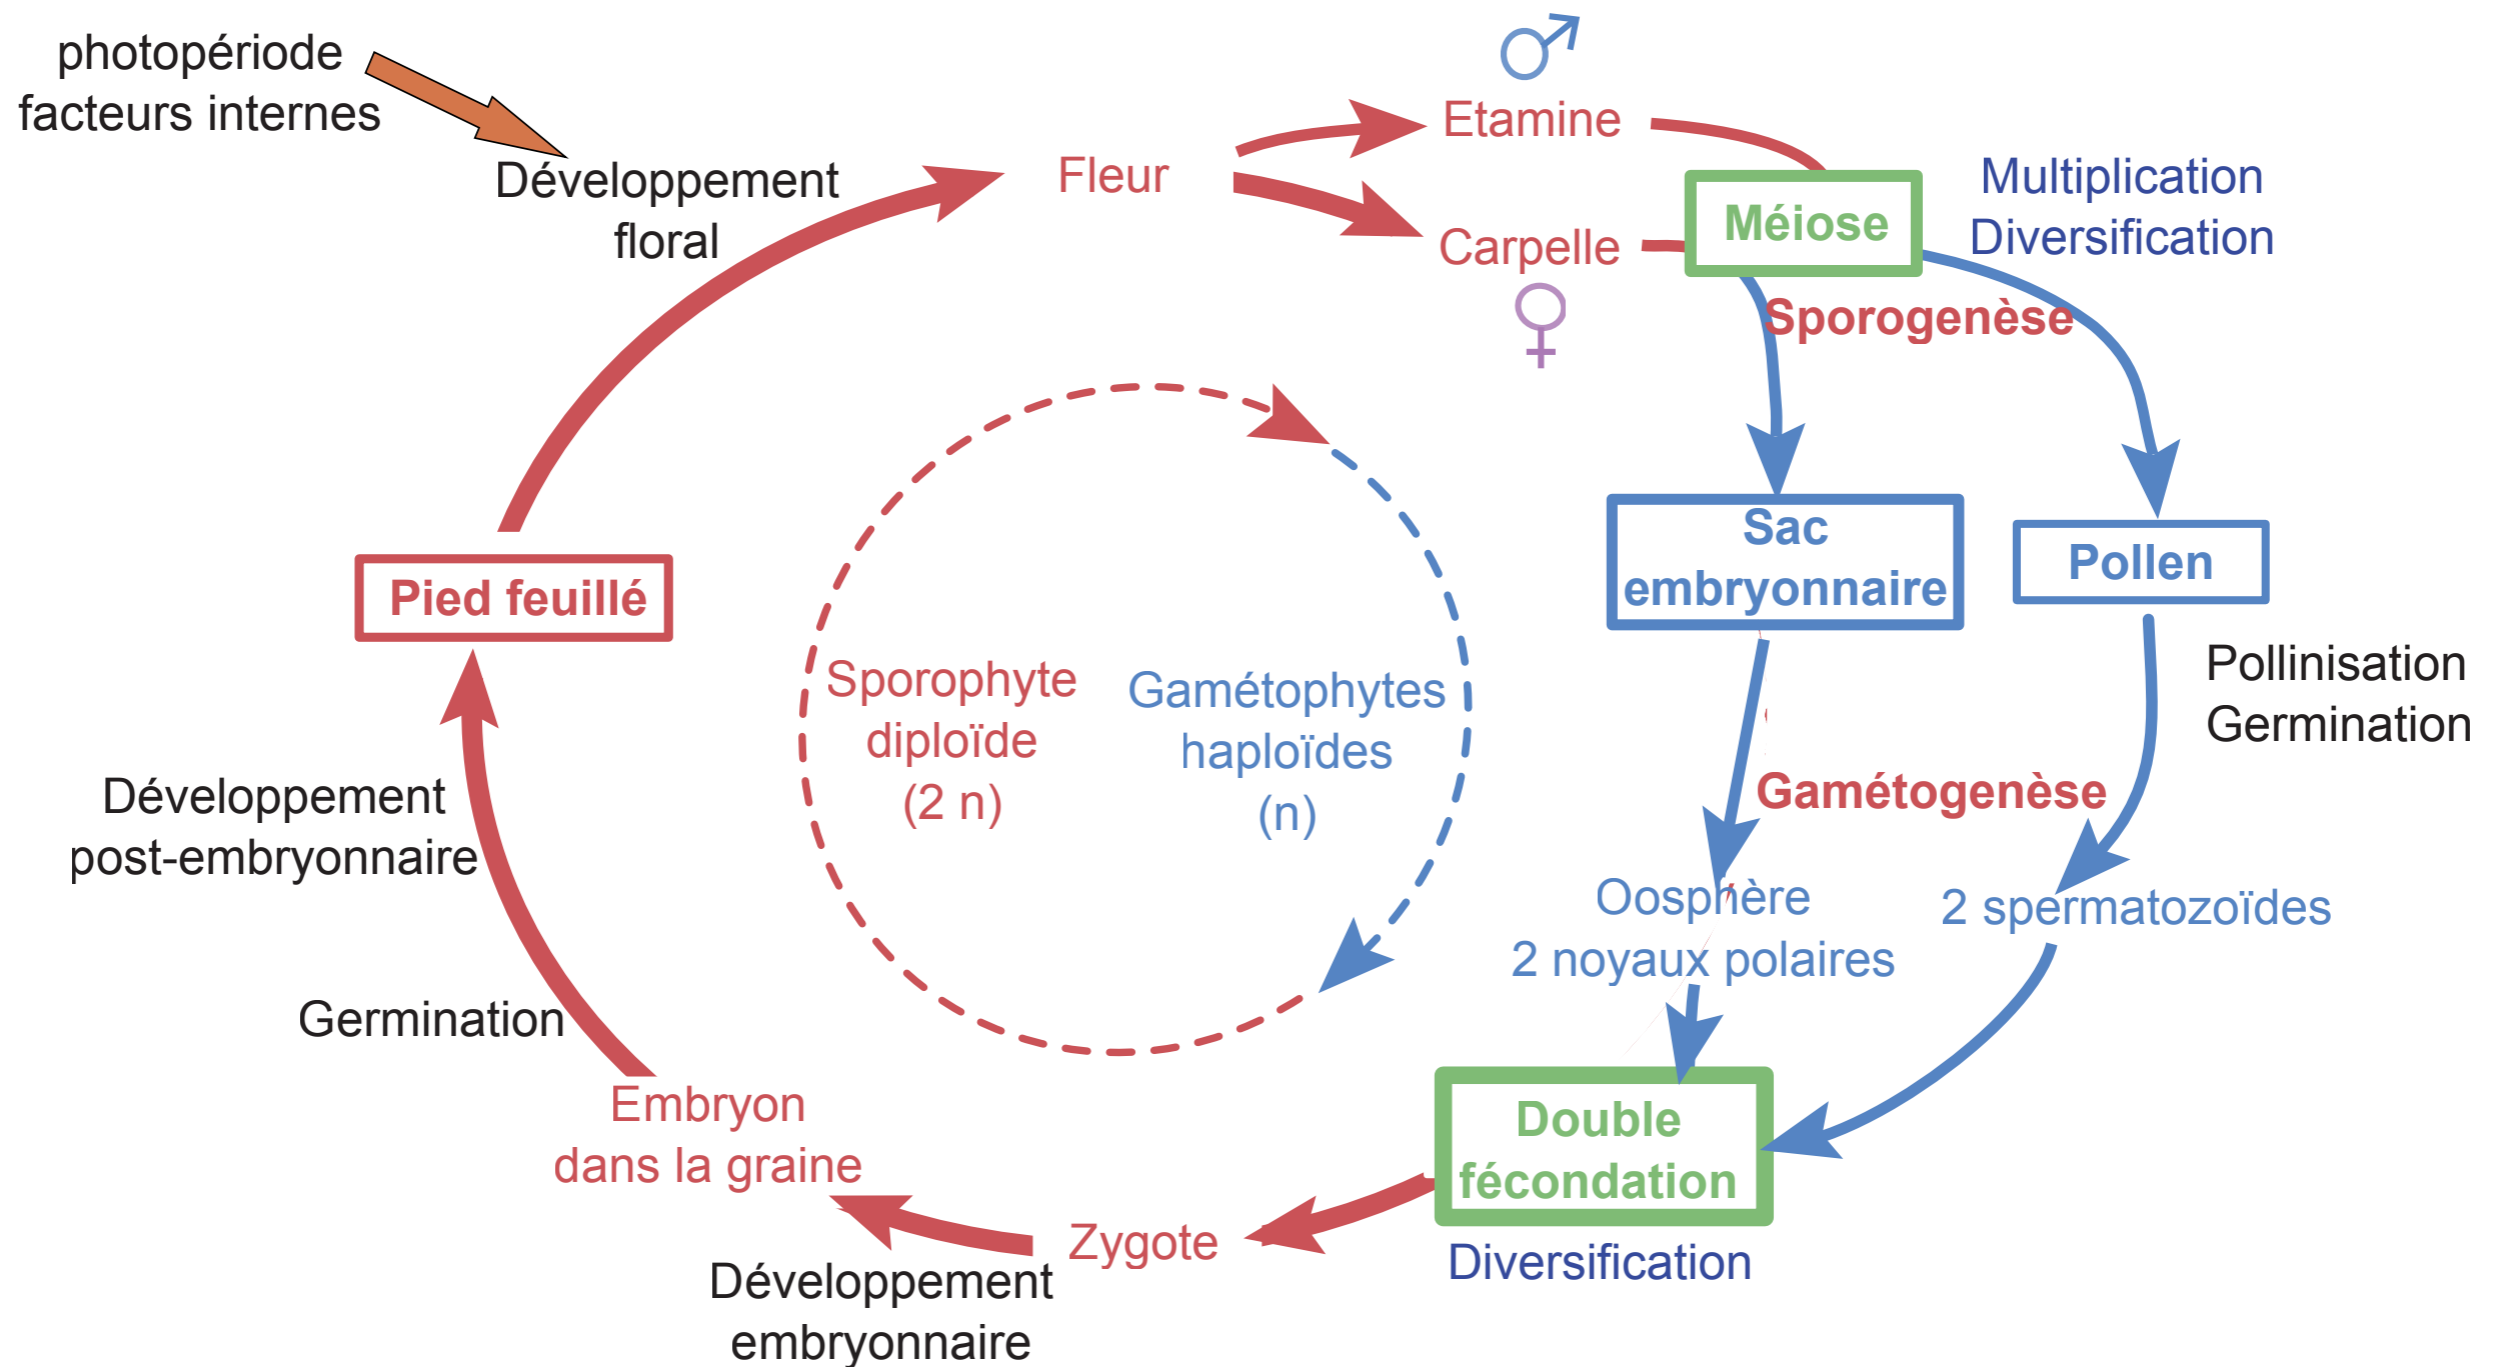 photopériode
facteurs internes
Développement
floral
Fleur
Etamine
Carpelle
Méiose
Multiplication
Diversification
Sporogenèse
Sac
embryonnaire
Pollen
Pied feuillé
Sporophyte
diploïde
(2 n)
Gamétophytes
haploïdes
(n)
Pollinisation
Germination
Gamétogenèse
Développement
post-embryonnaire
Oosphère
2 noyaux polaires
2 spermatozoïdes
Germination
Embryon
dans la graine
Double
fécondation
Zygote
Diversification
Développement
embryonnaire